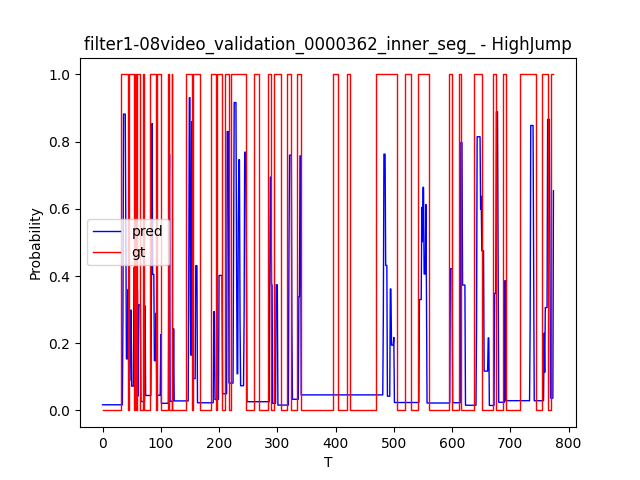 filter1-08video_validation_0000362_inner_seg_ - HighJump
1.0
0.8
0.6
0.4
0.2
0.0
Probability
pred
gt
0 100 200 300 400 500 600 700 800
T